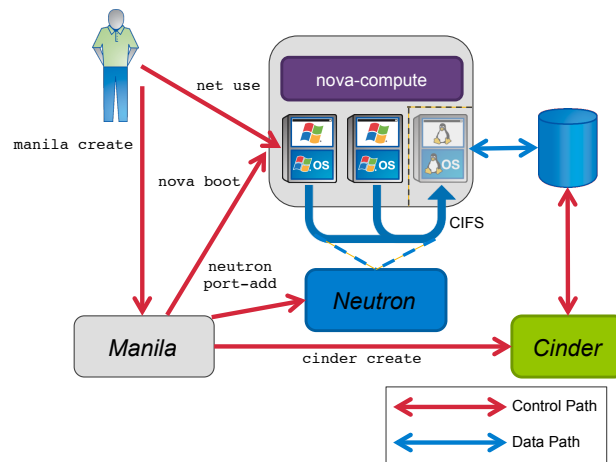 net use
nova-compute
manila create
OS
OS
OS
nova boot
CIFS
neutron
port-add
Neutron
Manila
cinder create
Cinder
Control Path
Data Path